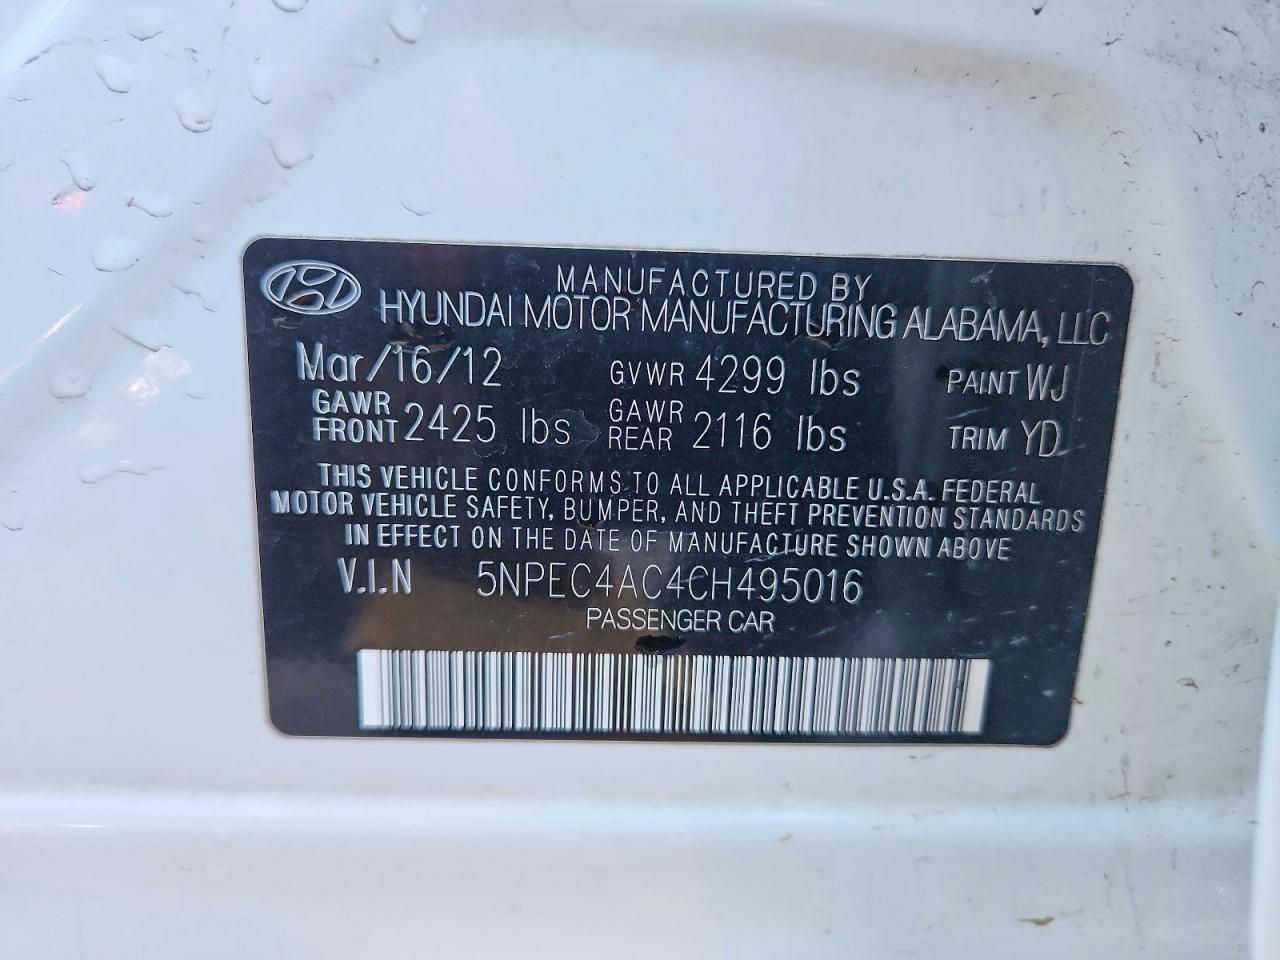 MANUFACTURED BY
HYUNDAI MOTOR MANUFACTURING ALABAMA, LLC
Mar/16/12 GVWR 4299 lbs PAINT WJ
GAWR FRONT 2425 lbs GAWR REAR 2116 lbs TRIM YD
THIS VEHICLE CONFORMS TO ALL APPLICABLE U.S.A. FEDERAL
MOTOR VEHICLE SAFETY, BUMPER, AND THEFT PREVENTION STANDARDS
IN EFFECT ON THE DATE OF MANUFACTURE SHOWN ABOVE
V.I.N 5NPEC4AC4CH495016
PASSENGER CAR